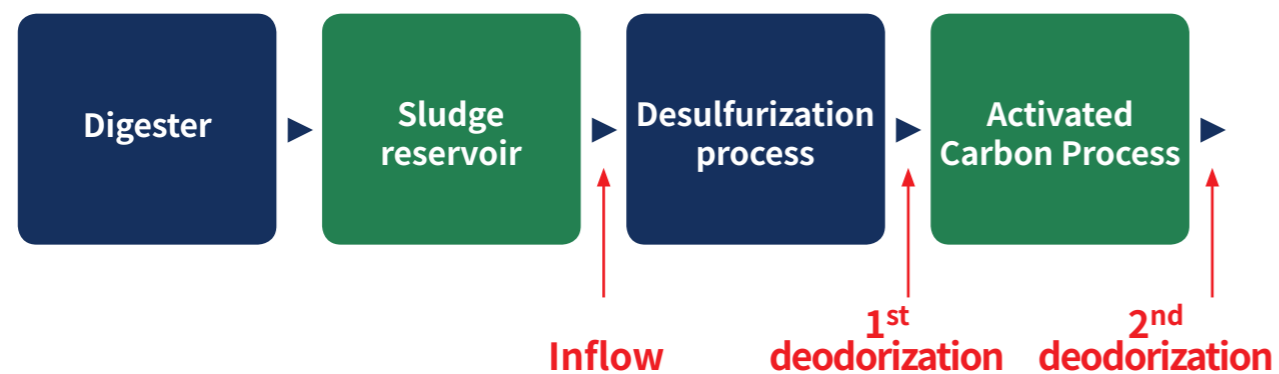 Digester
Sludge
reservoir
Desulfurization
process
Activated
Carbon Process
Inflow
1st
deodorization
2nd
deodorization